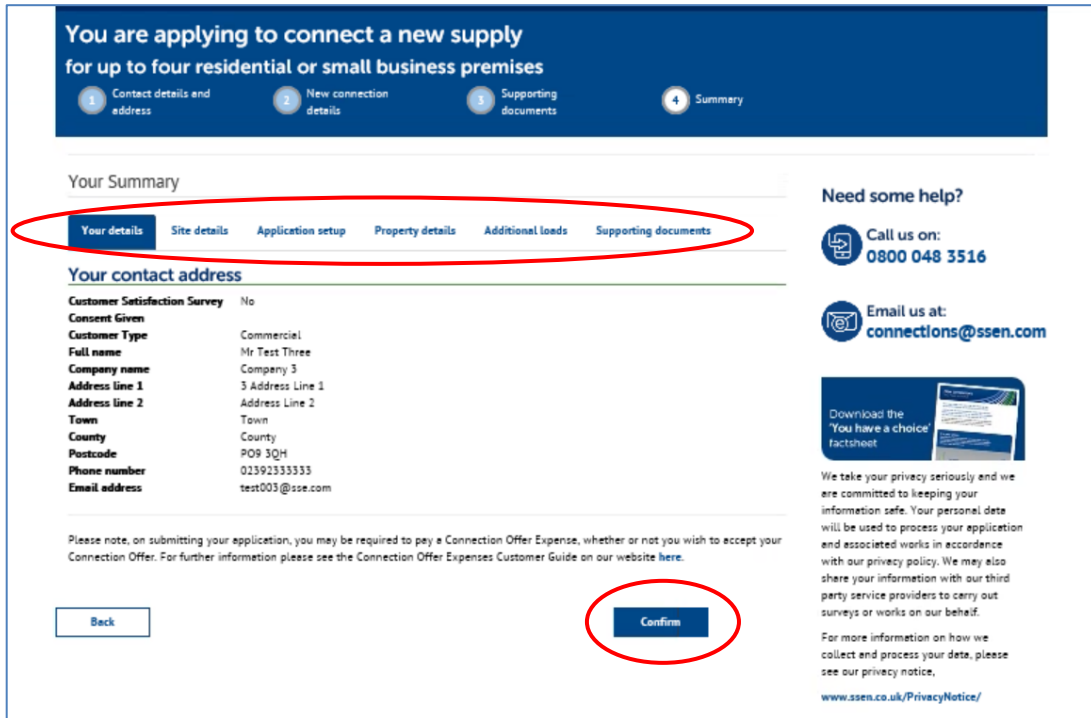 You are applying to connect a new supply
for up to four residential or small business premises
1 Contact details and
address
2 New connection
details
3 Supporting
documents
4 Summary
Your Summary
Your details Site details Application setup Property details Additional loads Supporting documents
Your contact address
Customer Satisfaction Survey No
Consent Given
Customer Type Commercial
Full name Mr Test Three
Company name Company 3
Address line 1 3 Address Line 1
Address line 2 Address Line 2
Town Town
County County
Postcode PO9 3QH
Phone number 02392333333
Email address test003@sse.com
Please note, on submitting your application, you may be required to pay a Connection Offer Expense, whether or not you wish to accept your
Connection Offer. For further information please see the Connection Offer Expenses Customer Guide on our website here.
Back Confirm
Need some help?
Call us on:
0800 048 3516
Email us at:
connections@ssen.com
Download the
'You have a choice'
factsheet
We take your privacy seriously and we
are committed to keeping your
information safe. Your personal data
will be used to process your application
and associated works in accordance
with our privacy policy. We may also
share your information with our third
party service providers to carry out
surveys or works on our behalf.
For more information on how we
collect and process your data, please
see our privacy notice,
www.ssen.co.uk/PrivacyNotice/